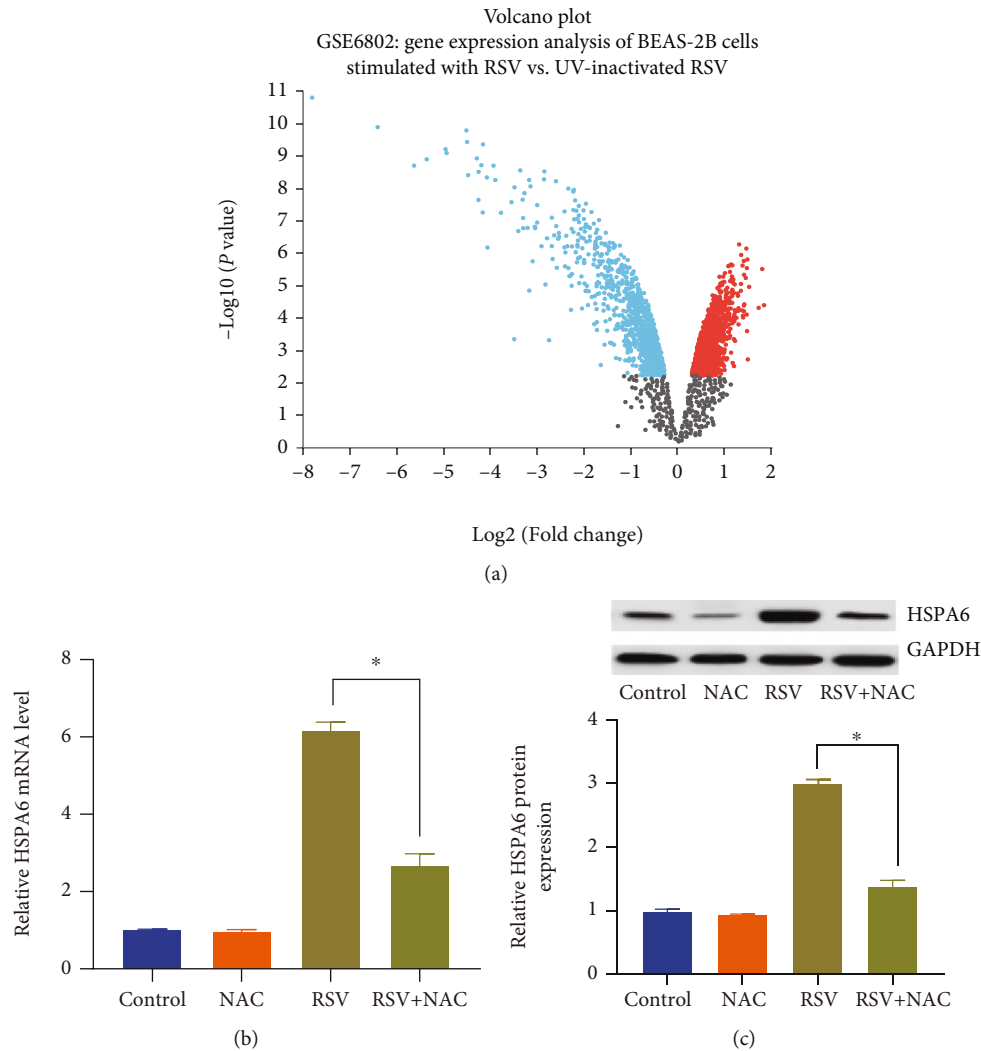 Volcano plot
GSE6802: gene expression analysis of BEAS-2B cells
stimulated with RSV vs. UV-inactivated RSV
11
10
9
8
7
6
5
4
3
2
1
0
–Log10 (P value)
–8 –7 –6 –5 –4 –3 –2 –1 0 1 2
Log2 (Fold change)
(a)
8
6
4
2
0
Relative HSPA6 mRNA level
*
Control NAC RSV RSV+NAC
(b)
HSPA6
GAPDH
Control NAC RSV RSV+NAC
4
3
2
1
0
Relative HSPA6 protein
expression
*
Control NAC RSV RSV+NAC
(c)